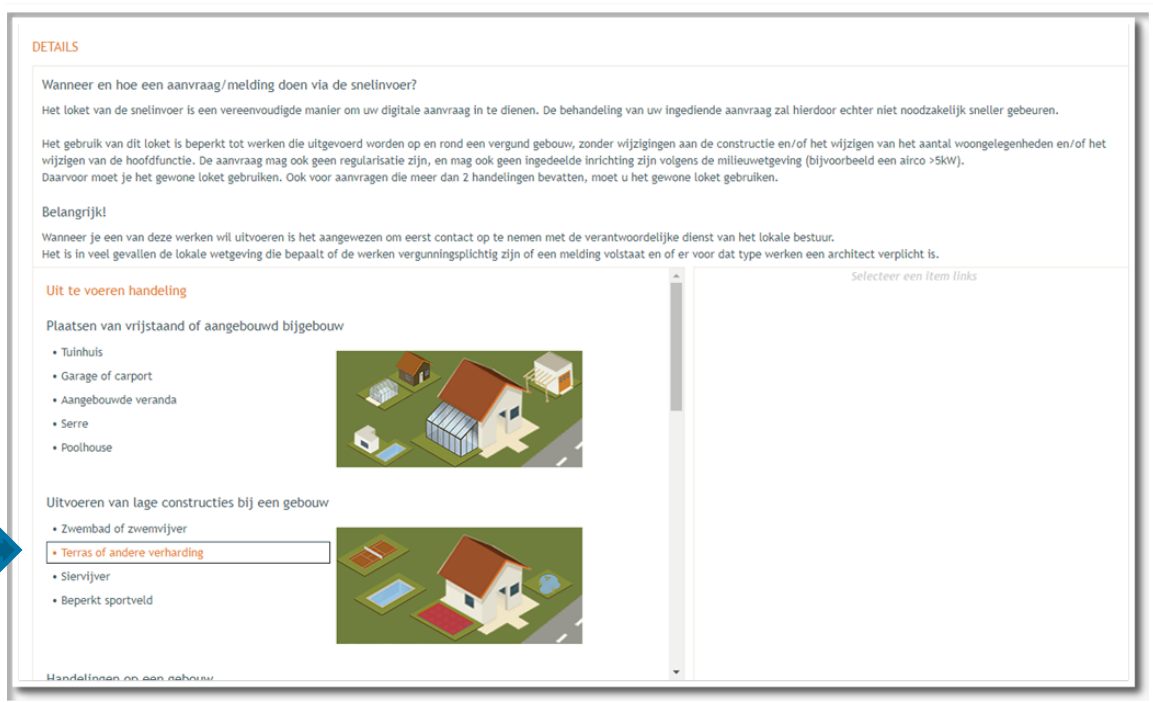 DETAILS
Wanneer en hoe een aanvraag/melding doen via de snelinvoer?
Het loket van de snelinvoer is een vereenvoudigde manier om uw digitale aanvraag in te dienen. De behandeling van uw ingediende aanvraag zal hierdoor echter niet noodzakelijk sneller gebeuren.
Het gebruik van dit loket is beperkt tot werken die uitgevoerd worden op en rond een vergund gebouw, zonder wijzigingen aan de constructie en/of het wijzigen van het aantal woongelegenheden en/of het
wijzigen van de hoofdfunctie. De aanvraag mag ook geen regularisatie zijn, en mag ook geen ingedeelde inrichting zijn volgens de milieuwetgeving (bijvoorbeeld een airco >5kW).
Daarvoor moet je het gewone loket gebruiken. Ook voor aanvragen die meer dan 2 handelingen bevatten, moet u het gewone loket gebruiken.
Belangrijk!
Wanneer je een van deze werken wil uitvoeren is het aangewezen om eerst contact op te nemen met de verantwoordelijke dienst van het lokale bestuur.
Het is in veel gevallen de lokale wetgeving die bepaalt of de werken vergunningsplichtig zijn of een melding volstaat en of er voor dat type werken een architect verplicht is.
Uit te voeren handeling
Plaatsen van vrijstaand of aangebouwd bijgebouw
• Tuinhuis
• Garage of carport
• Aangebouwde veranda
• Serre
• Poolhouse
Uitvoeren van lage constructies bij een gebouw
• Zwembad of zwemvijver
• Terras of andere verharding
• Siervijver
• Beperkt sportveld
Handelingen op een gebouw
Selecteer een item links